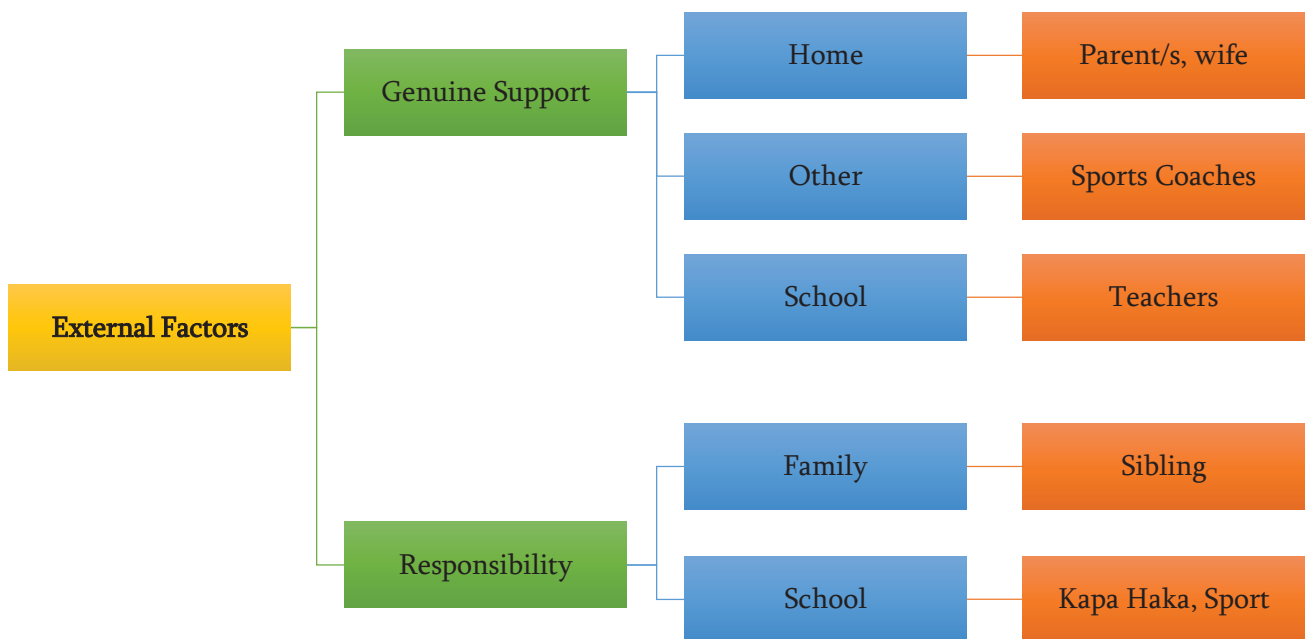 External Factors
Genuine Support
Home
Parent/s, wife
Other
Sports Coaches
School
Teachers
Responsibility
Family
Sibling
School
Kapa Haka, Sport